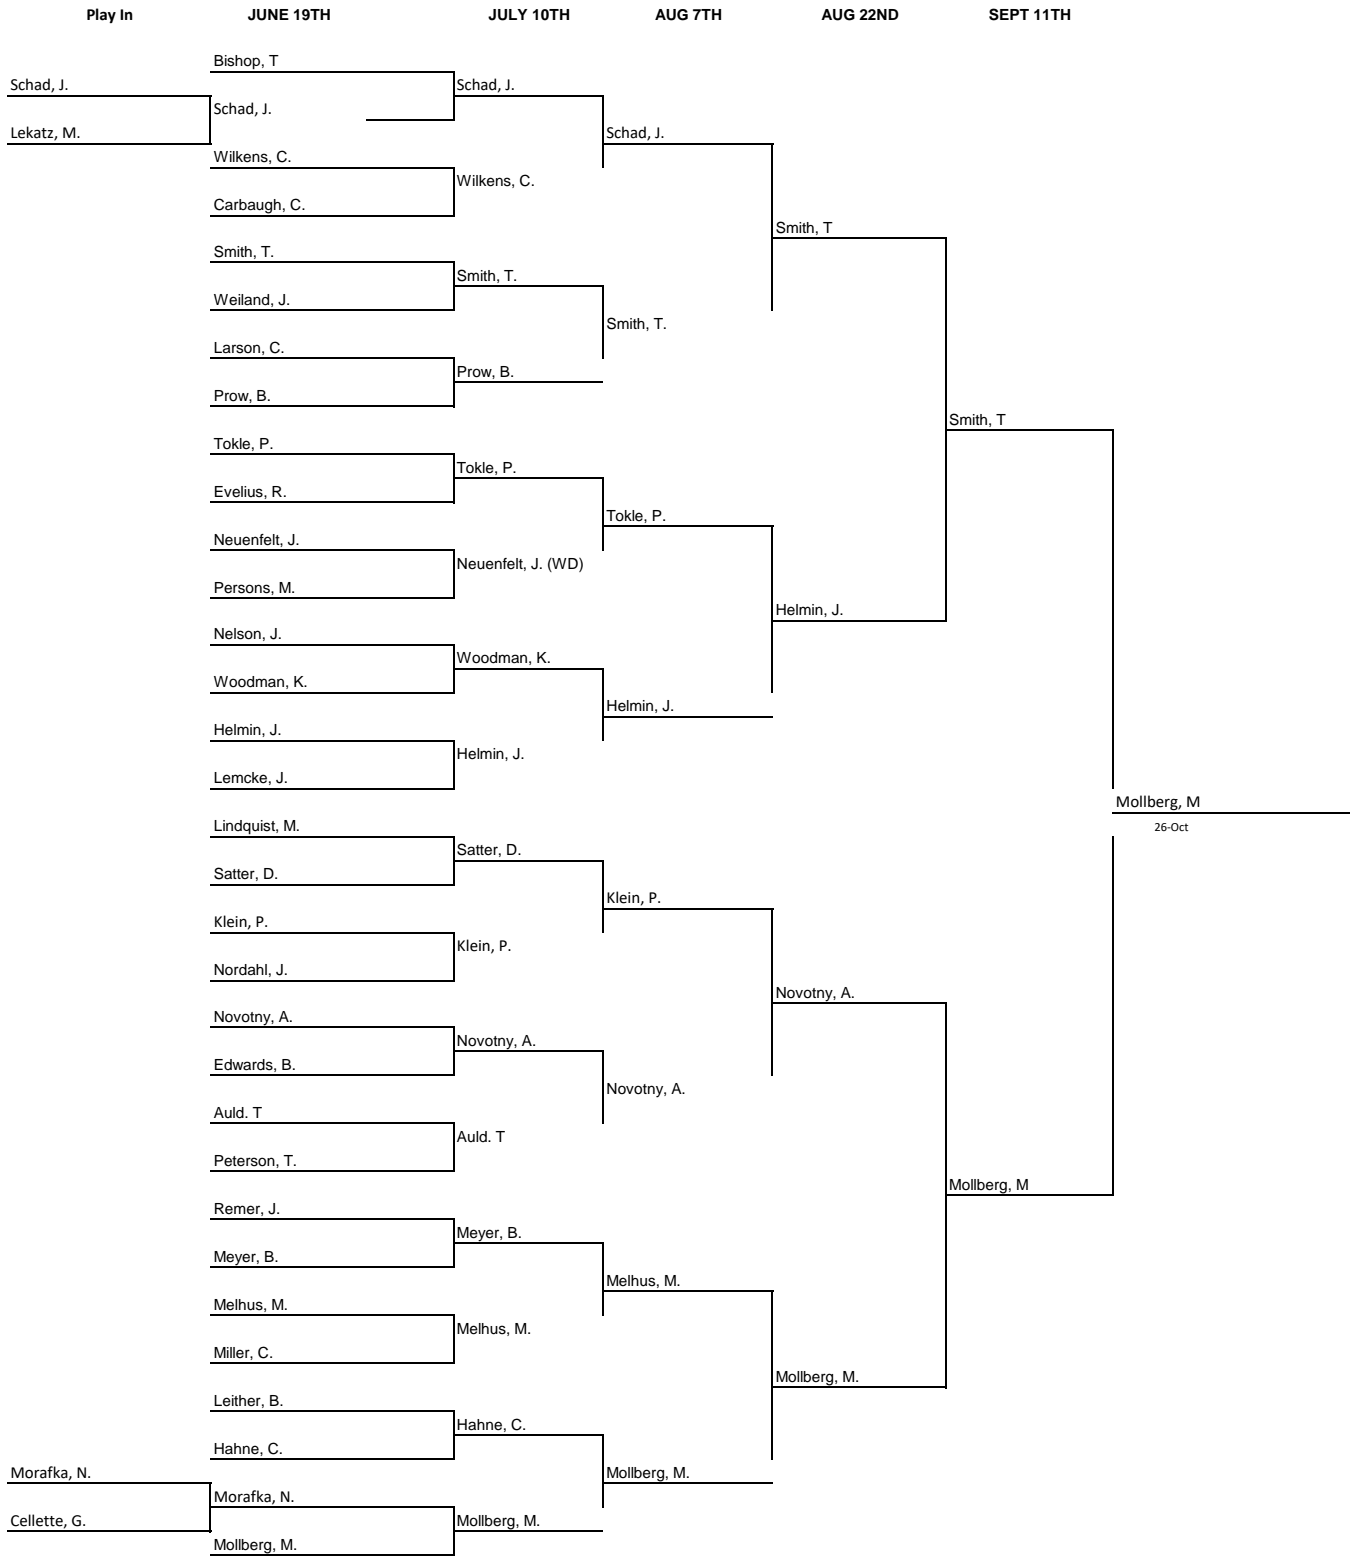 Play In JUNE 19TH JULY 10TH AUG 7TH AUG 22ND SEPT 11TH
Bishop, T
Schad, J. Schad, J.
Schad, J.
Lekatz, M. Schad, J.
Wilkens, C.
Wilkens, C.
Carbaugh, C.
Smith, T
Smith, T.
Smith, T.
Weiland, J.
Smith, T.
Larson, C.
Prow, B.
Prow, B.
Smith, T
Tokle, P.
Tokle, P.
Evelius, R.
Tokle, P.
Neuenfelt, J.
Neuenfelt, J. (WD)
Persons, M.
Helmin, J.
Nelson, J.
Woodman, K.
Woodman, K.
Helmin, J.
Helmin, J.
Helmin, J.
Lemcke, J.
Mollberg, M
Lindquist, M. 26-Oct
Satter, D.
Satter, D.
Klein, P.
Klein, P.
Klein, P.
Nordahl, J.
Novotny, A.
Novotny, A.
Novotny, A.
Edwards, B.
Novotny, A.
Auld. T
Auld. T
Peterson, T.
Mollberg, M
Remer, J.
Meyer, B.
Meyer, B.
Melhus, M.
Melhus, M.
Melhus, M.
Miller, C.
Mollberg, M.
Leither, B.
Hahne, C.
Hahne, C.
Morafka, N. Mollberg, M.
Morafka, N.
Cellette, G. Mollberg, M.
Mollberg, M.